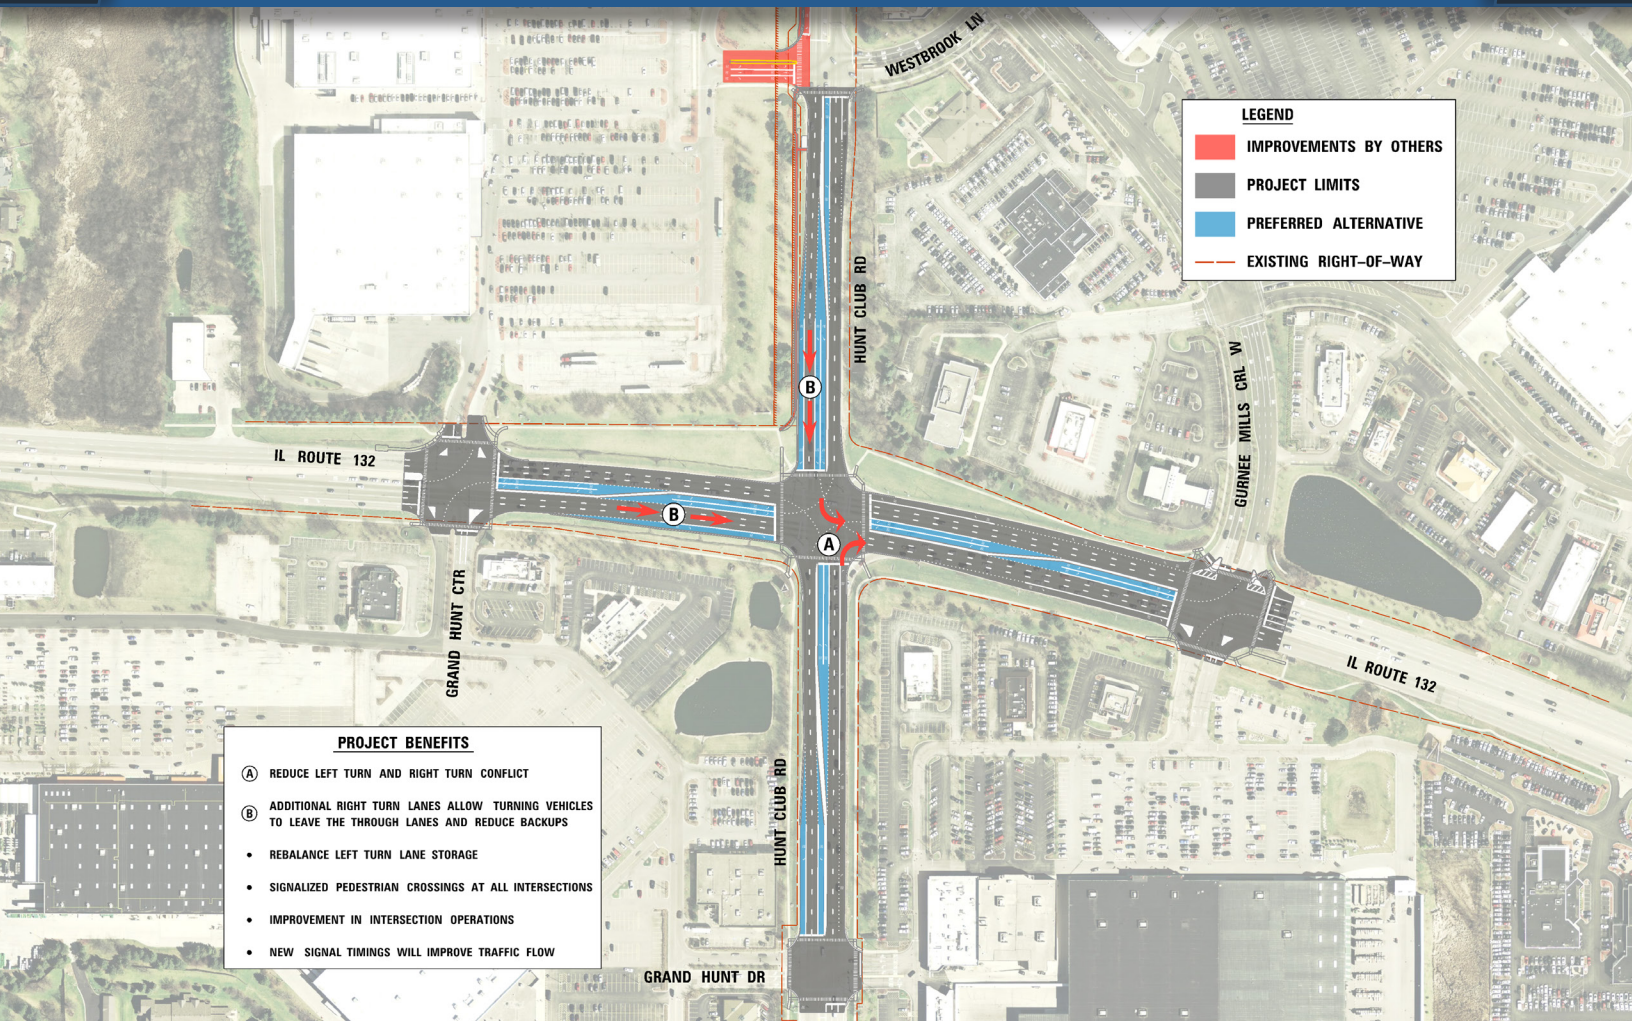 WESTBROOK LN
LEGEND
IMPROVEMENTS BY OTHERS
PROJECT LIMITS
PREFERRED ALTERNATIVE
EXISTING RIGHT-OF-WAY
HUNT CLUB RD
B
GURNEE MILLS CRL W
IL ROUTE 132
B
A
GRAND HUNT CTR
IL ROUTE 132
HUNT CLUB RD
PROJECT BENEFITS
A REDUCE LEFT TURN AND RIGHT TURN CONFLICT
B ADDITIONAL RIGHT TURN LANES ALLOW TURNING VEHICLES
TO LEAVE THE THROUGH LANES AND REDUCE BACKUPS
• REBALANCE LEFT TURN LANE STORAGE
• SIGNALIZED PEDESTRIAN CROSSINGS AT ALL INTERSECTIONS
• IMPROVEMENT IN INTERSECTION OPERATIONS
• NEW SIGNAL TIMINGS WILL IMPROVE TRAFFIC FLOW
GRAND HUNT DR